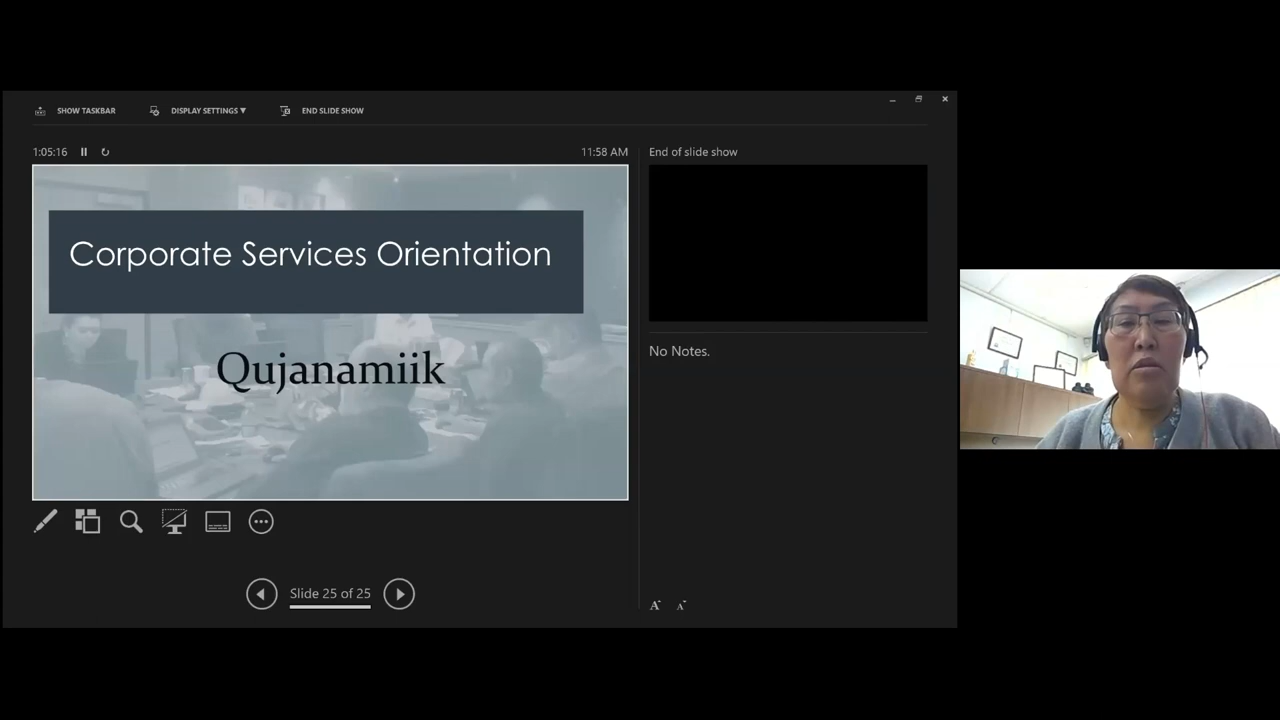 SHOW TASKBAR
DISPLAY SETTINGS ▼
END SLIDE SHOW
1:05:16
11:58 AM
End of slide show
Corporate Services Orientation
Qujanamiik
No Notes.
Slide 25 of 25
A
A